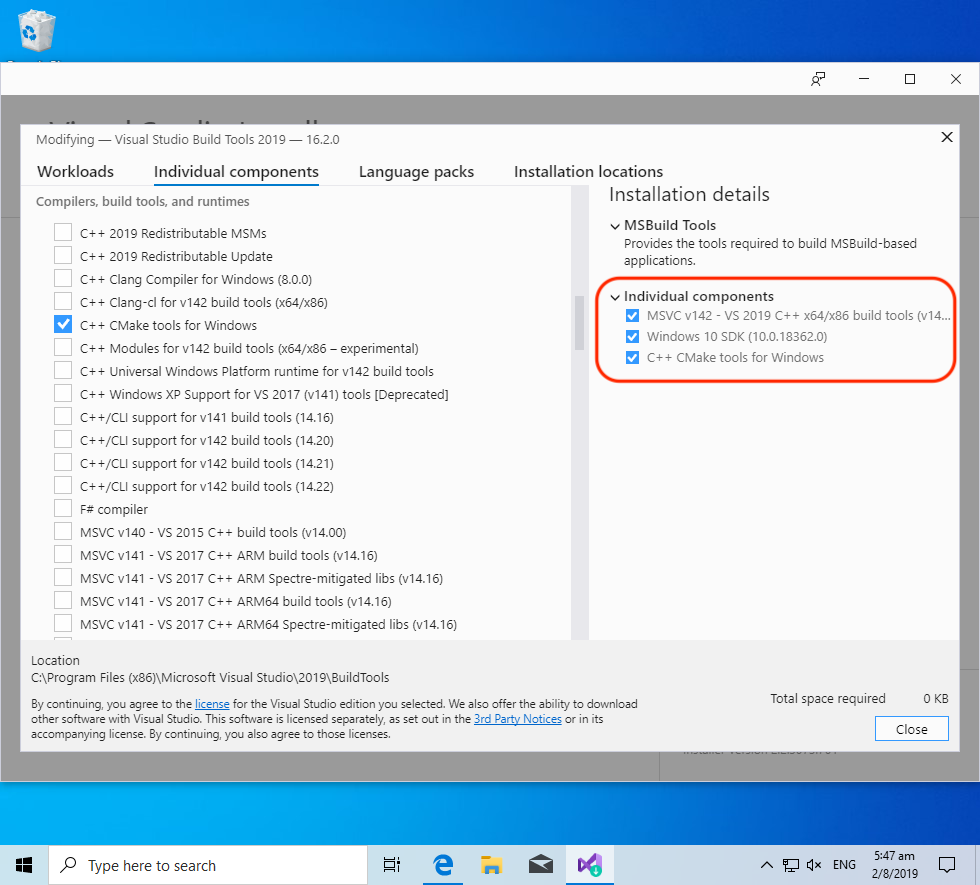 Modifying — Visual Studio Build Tools 2019 — 16.2.0
Workloads
Individual components
Language packs
Installation locations
Compilers, build tools, and runtimes
C++ 2019 Redistributable MSMs
C++ 2019 Redistributable Update
C++ Clang Compiler for Windows (8.0.0)
C++ Clang-cl for v142 build tools (x64/x86)
C++ CMake tools for Windows
C++ Modules for v142 build tools (x64/x86 – experimental)
C++ Universal Windows Platform runtime for v142 build tools
C++ Windows XP Support for VS 2017 (v141) tools [Deprecated]
C++/CLI support for v141 build tools (14.16)
C++/CLI support for v142 build tools (14.20)
C++/CLI support for v142 build tools (14.21)
C++/CLI support for v142 build tools (14.22)
F# compiler
MSVC v140 - VS 2015 C++ build tools (v14.00)
MSVC v141 - VS 2017 C++ ARM build tools (v14.16)
MSVC v141 - VS 2017 C++ ARM Spectre-mitigated libs (v14.16)
MSVC v141 - VS 2017 C++ ARM64 build tools (v14.16)
MSVC v141 - VS 2017 C++ ARM64 Spectre-mitigated libs (v14.16)
Installation details
MSBuild Tools
Provides the tools required to build MSBuild-based
applications.
Individual components
MSVC v142 - VS 2019 C++ x64/x86 build tools (v14...
Windows 10 SDK (10.0.18362.0)
C++ CMake tools for Windows
Location
C:\Program Files (x86)\Microsoft Visual Studio\2019\BuildTools
By continuing, you agree to the license for the Visual Studio edition you selected. We also offer the ability to download
other software with Visual Studio. This software is licensed separately, as set out in the 3rd Party Notices or in its
accompanying license. By continuing, you also agree to those licenses.
Total space required 0 KB
Close
Type here to search
ENG
5:47 am
2/8/2019